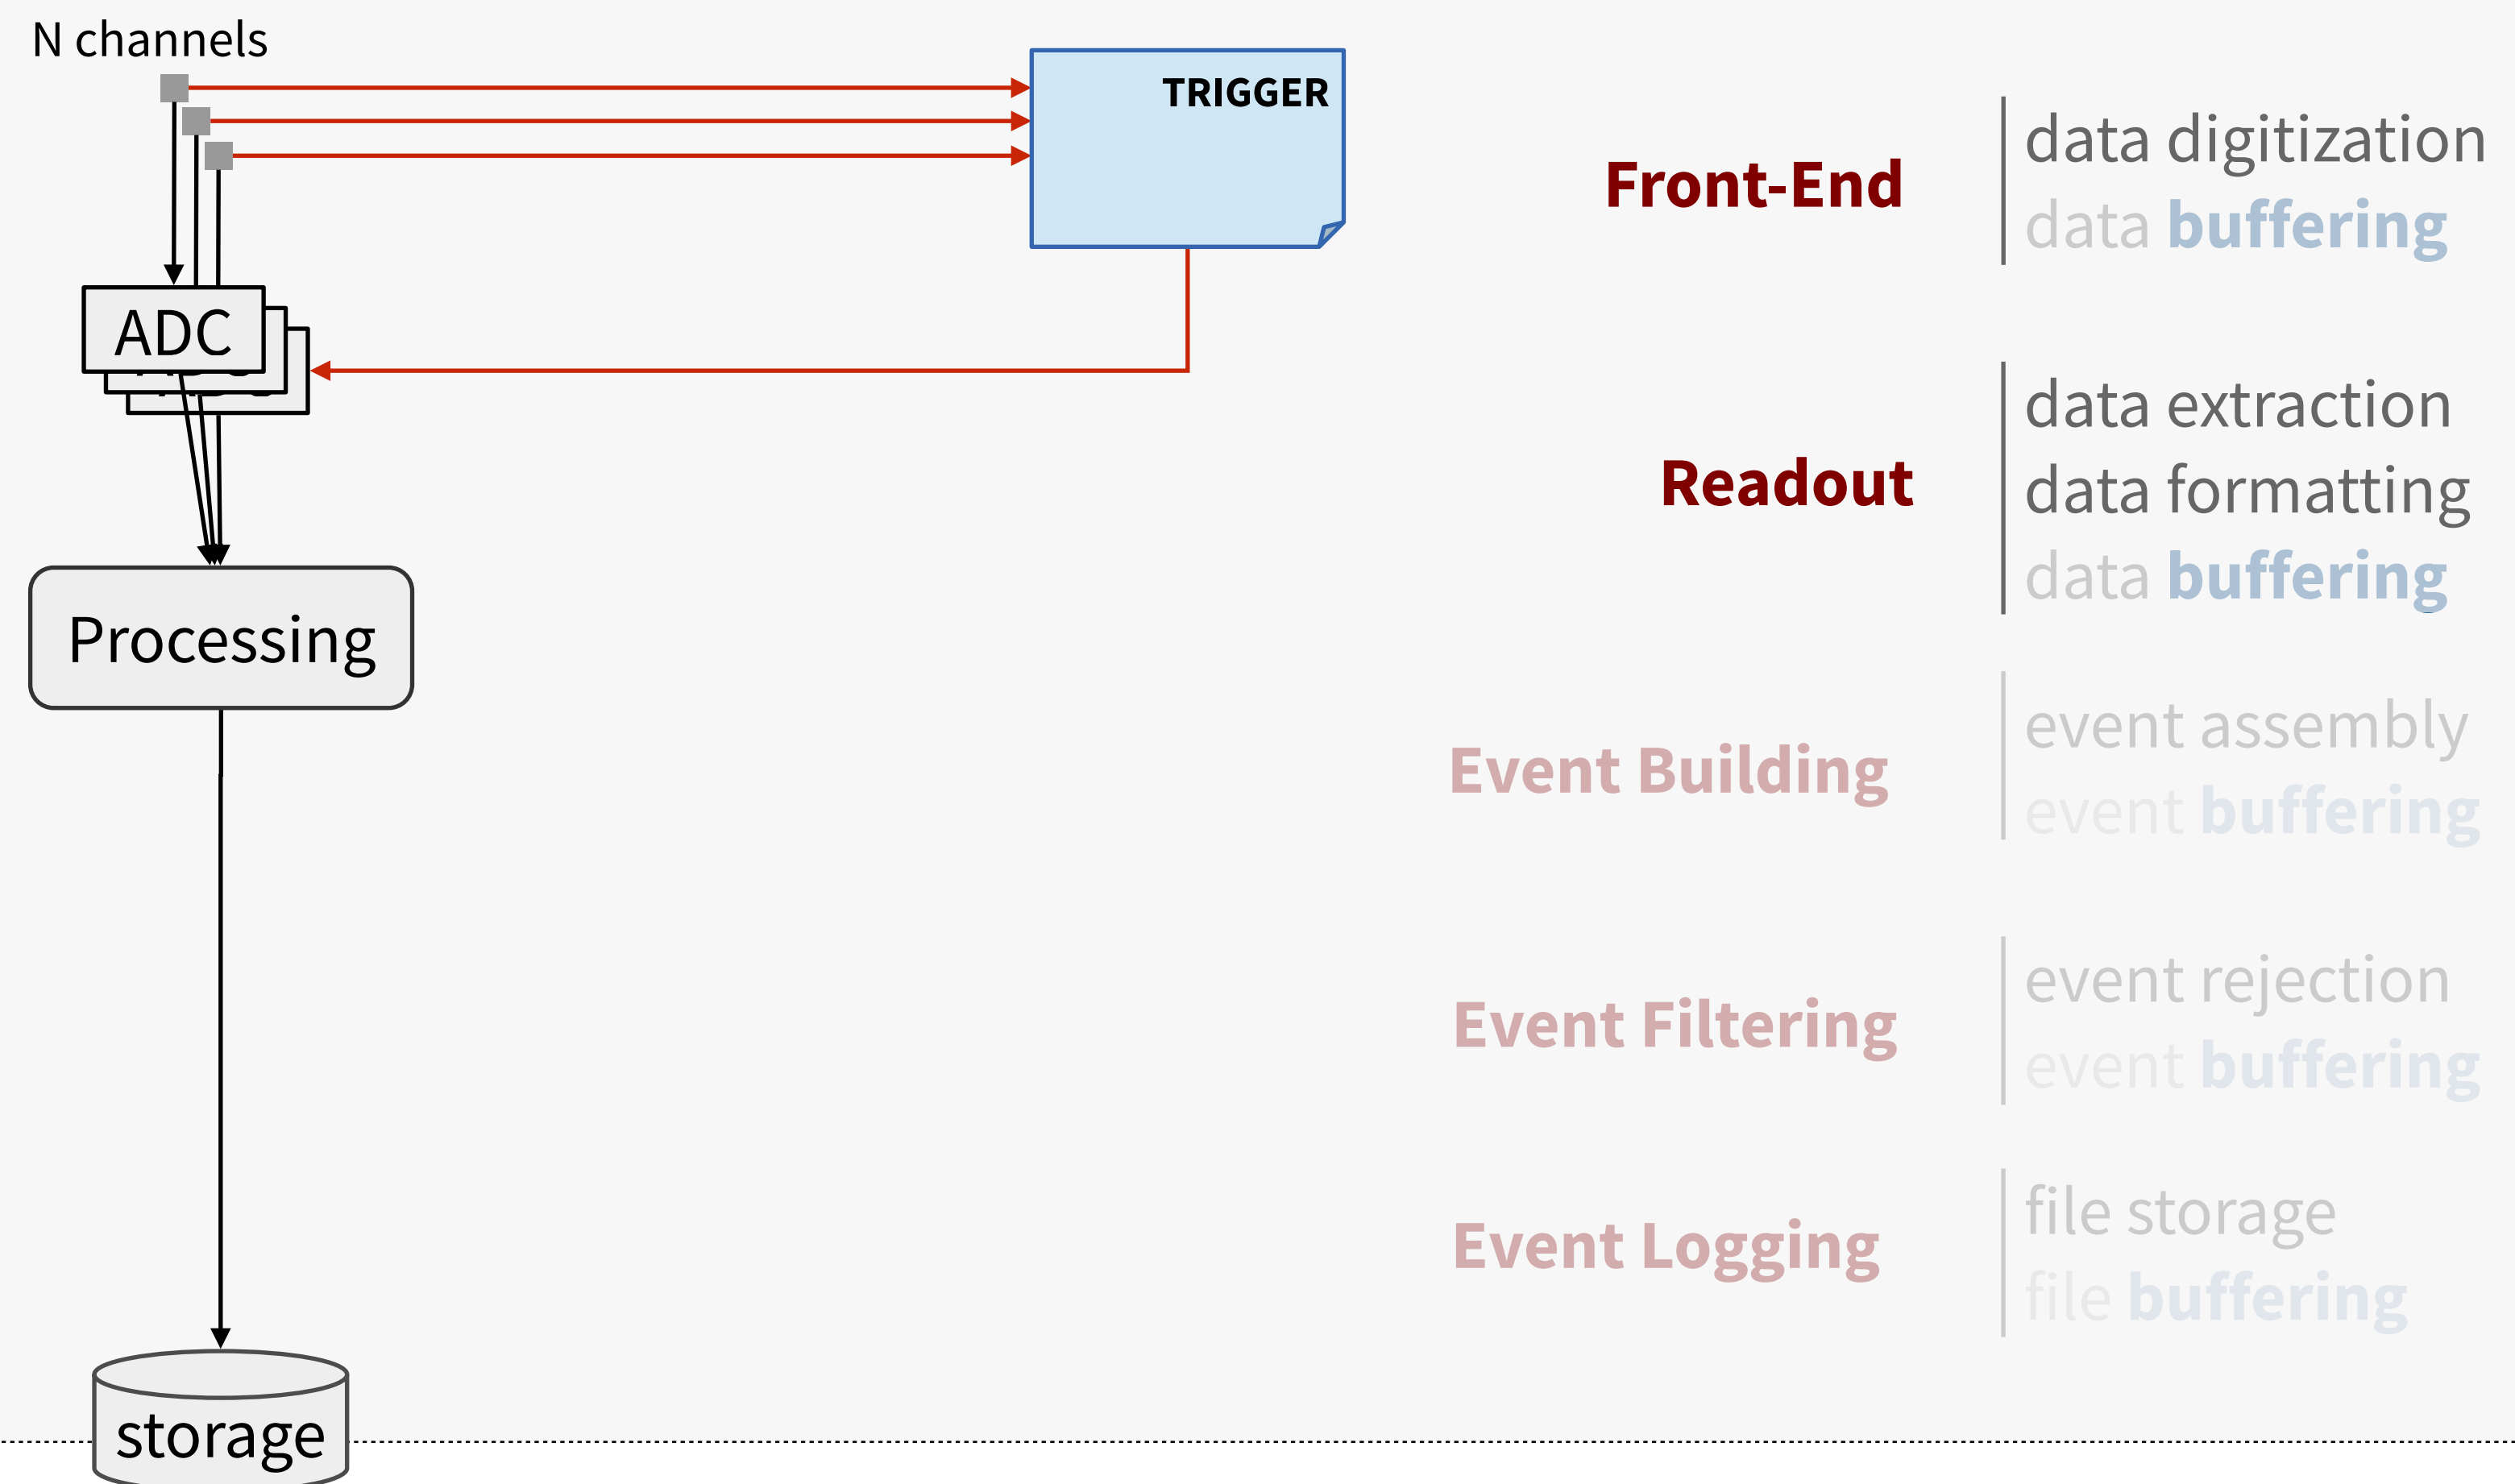 N channels
TRIGGER
ADC
Processing
storage
Front-End
data digitization
data buffering
Readout
data extraction
data formatting
data buffering
Event Building
event assembly
event buffering
Event Filtering
event rejection
event buffering
Event Logging
file storage
file buffering